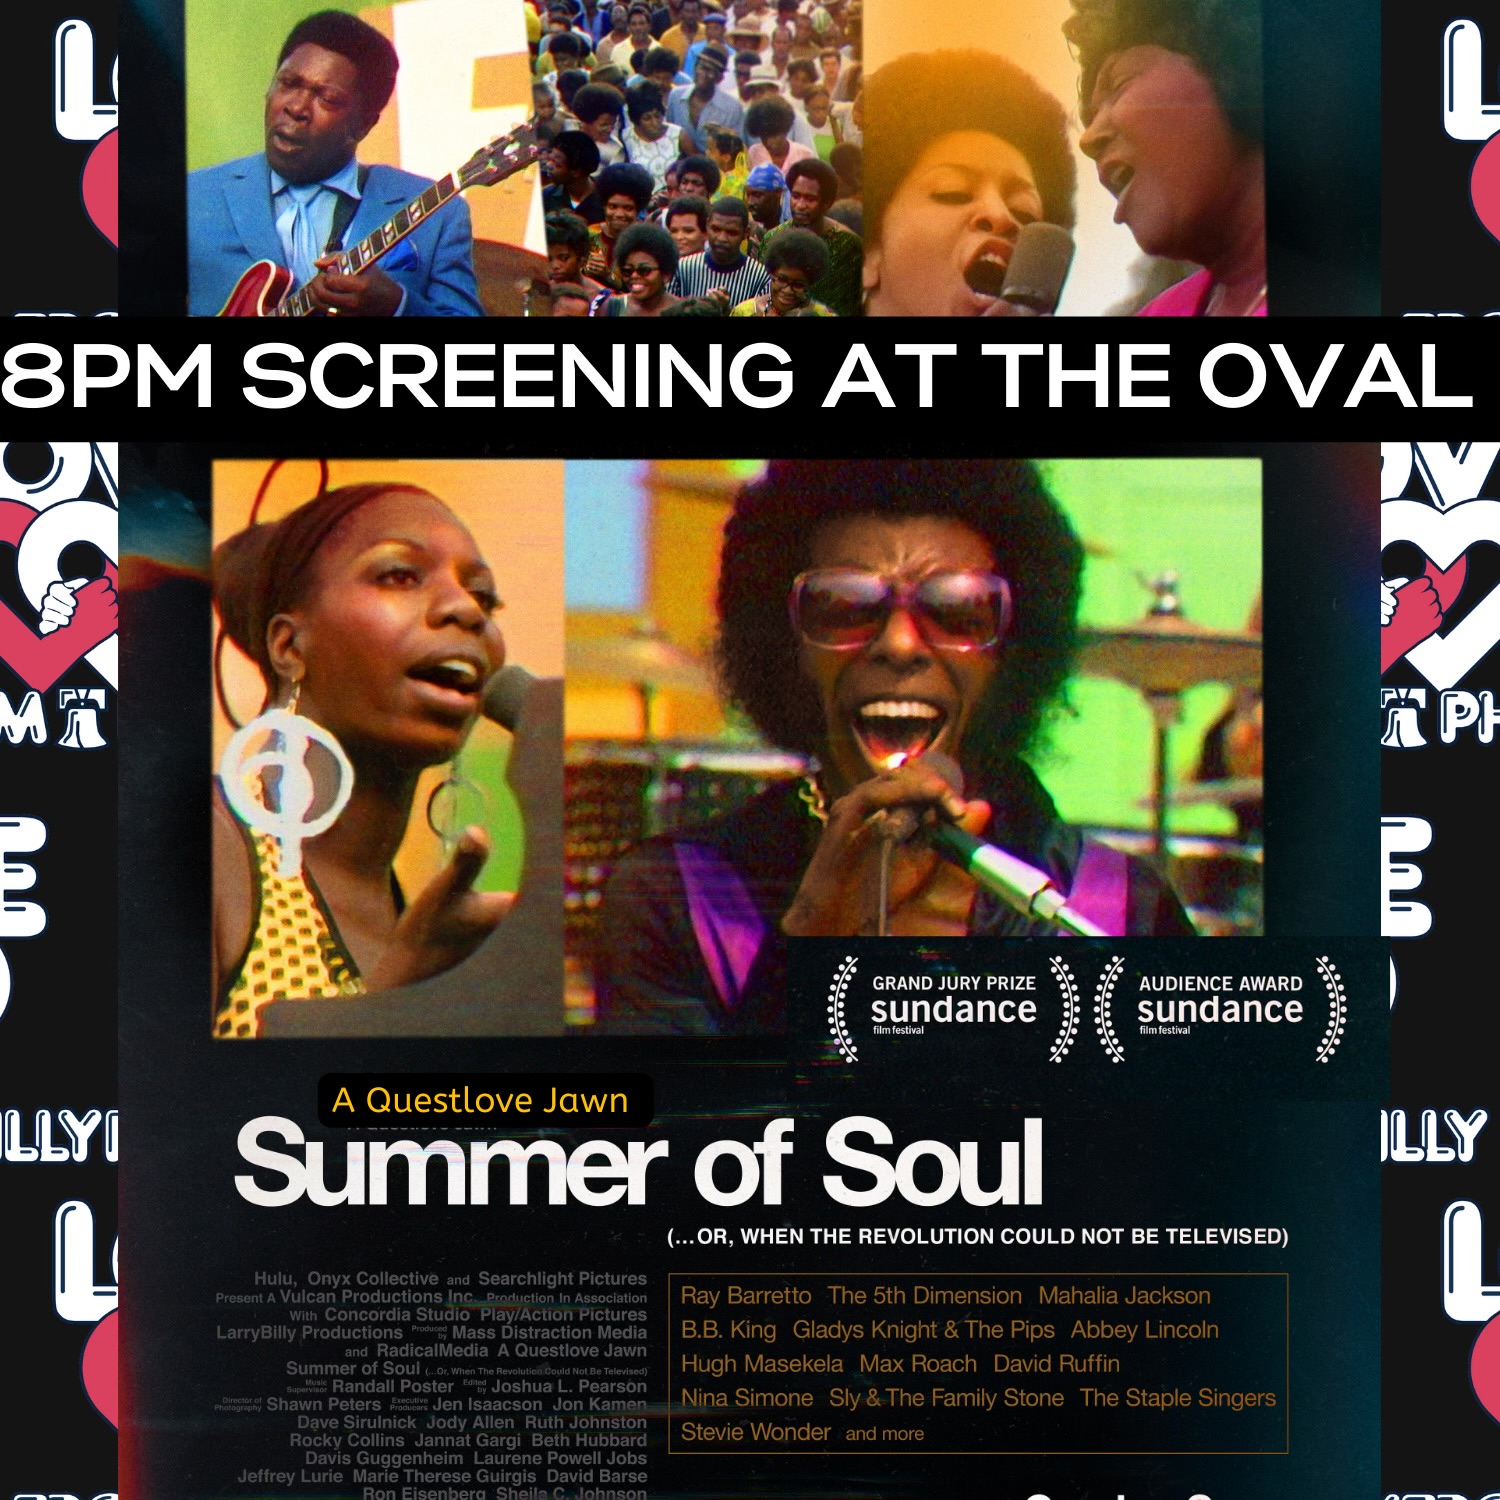 8PM SCREENING AT THE OVAL
GRAND JURY PRIZE
sundance
film festival
AUDIENCE AWARD
sundance
film festival
A Questlove Jawn
Summer of Soul
(...OR, WHEN THE REVOLUTION COULD NOT BE TELEVISED)
Hulu, Onyx Collective and Searchlight Pictures
Present A Vulcan Productions Inc. Production In Association
With Concordia Studio Play/Action Pictures
LarryBilly Productions Produced by Mass Distraction Media
and RadicalMedia A Questlove Jawn
Summer of Soul (...Or, When The Revolution Could Not Be Televised)
Music Supervisor Randall Poster Edited by Joshua L. Pearson
Director of Photography Shawn Peters Executive Producers Jen Isaacson Jon Kamen
Dave Sirulnick Jody Allen Ruth Johnston
Rocky Collins Jannat Gargi Beth Hubbard
Davis Guggenheim Laurene Powell Jobs
Jeffrey Lurie Marie Therese Guirgis David Barse
Ron Eisenberg Sheila C. Johnson
Ray Barretto The 5th Dimension Mahalia Jackson
B.B. King Gladys Knight & The Pips Abbey Lincoln
Hugh Masekela Max Roach David Ruffin
Nina Simone Sly & The Family Stone The Staple Singers
Stevie Wonder and more